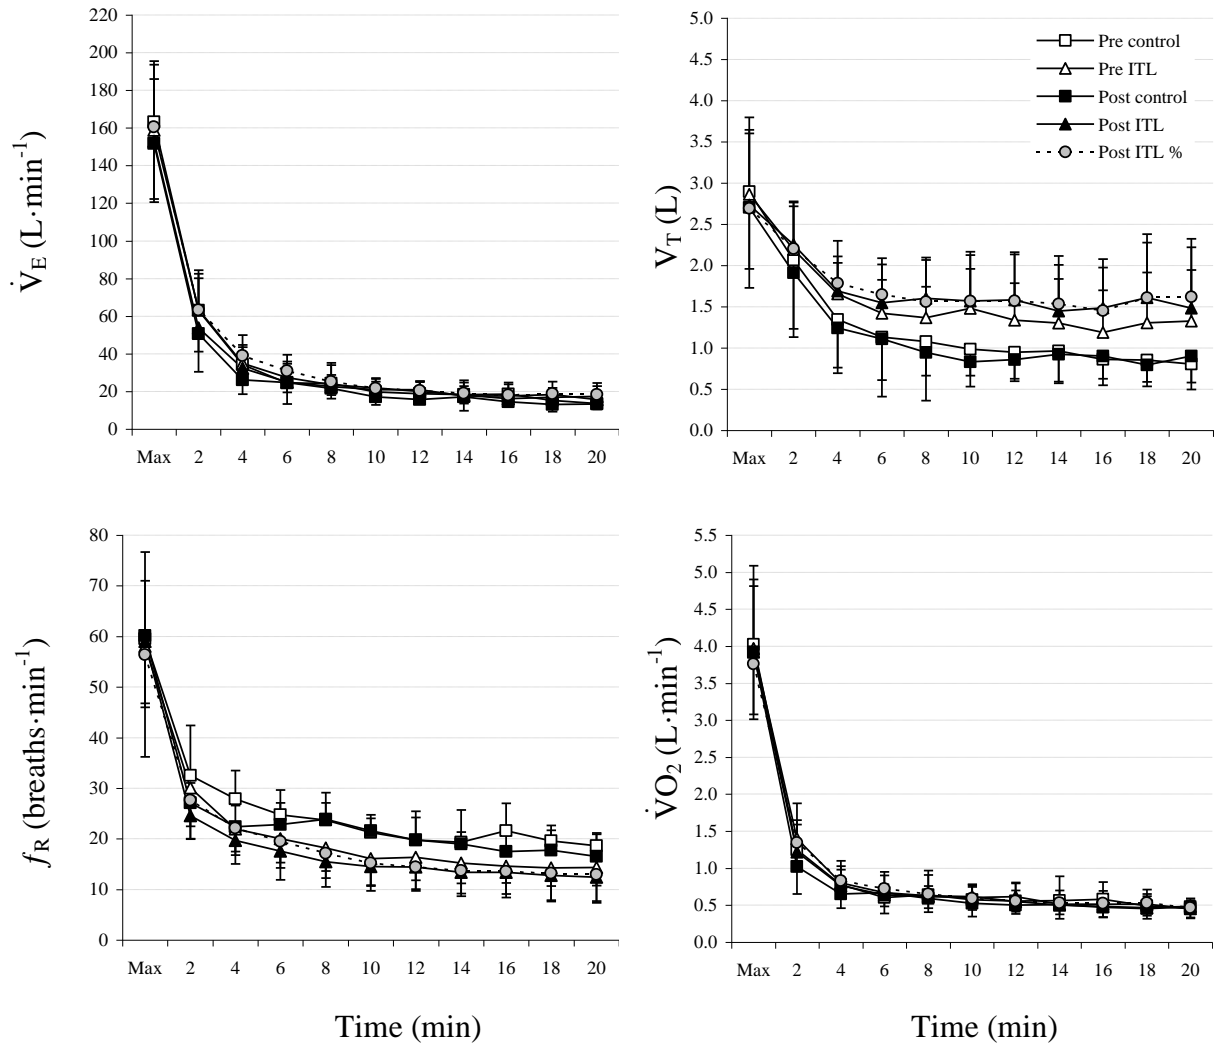 220
200
180
160
140
120
100
80
60
40
20
0
V̇E (L·min-1)
Max 2 4 6 8 10 12 14 16 18 20
5.0
4.5
4.0
3.5
3.0
2.5
2.0
1.5
1.0
0.5
0.0
VT (L)
Pre control
Pre ITL
Post control
Post ITL
Post ITL %
Max 2 4 6 8 10 12 14 16 18 20
80
70
60
50
40
30
20
10
0
fR (breaths·min-1)
Max 2 4 6 8 10 12 14 16 18 20
Time (min)
5.5
5.0
4.5
4.0
3.5
3.0
2.5
2.0
1.5
1.0
0.5
0.0
V̇O2 (L·min-1)
Max 2 4 6 8 10 12 14 16 18 20
Time (min)